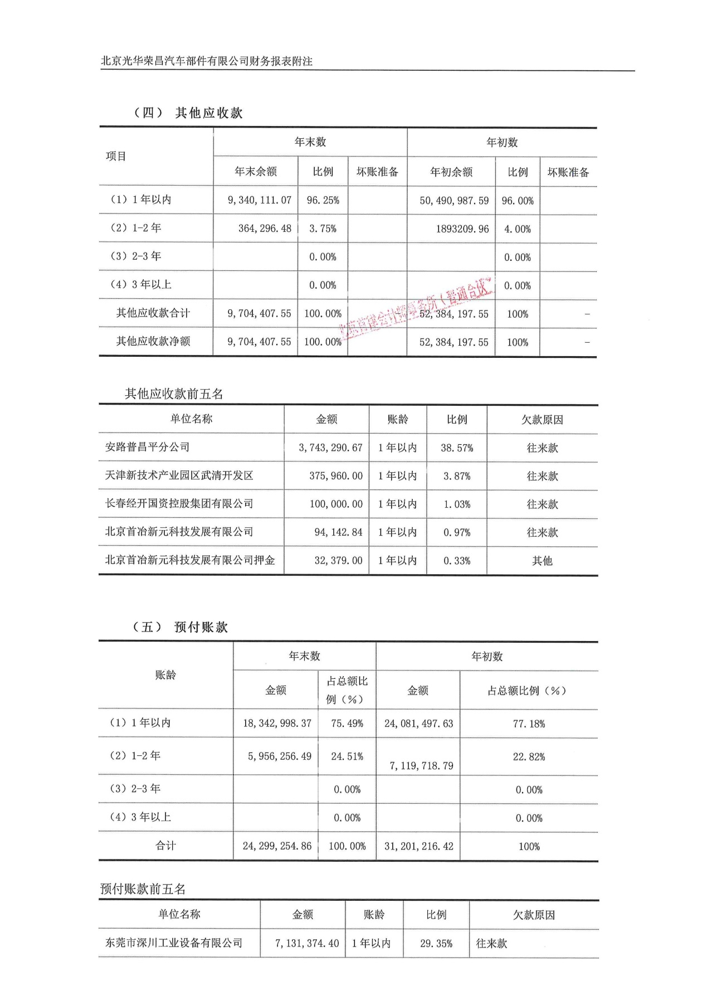 北京光华荣昌汽车部件有限公司财务报表附注
（四） 其他应收款
项目 年末数 年初数
年末余额 比例 坏账准备 年初余额 比例 坏账准备
（1）1 年以内 9,340,111.07 96.25% 50,490,987.59 96.00%
（2）1-2 年 364,296.48 3.75% 1893209.96 4.00%
（3）2-3 年 0.00% 0.00%
（4）3 年以上 0.00% 0.00%
其他应收款合计 9,704,407.55 100.00% 52,384,197.55 100% –
其他应收款净额 9,704,407.55 100.00% 52,384,197.55 100% –
其他应收款前五名
单位名称 金额 账龄 比例 欠款原因
安路普昌平分公司 3,743,290.67 1 年以内 38.57% 往来款
天津新技术产业园区武清开发区 375,960.00 1 年以内 3.87% 往来款
长春经开国资控股集团有限公司 100,000.00 1 年以内 1.03% 往来款
北京首冶新元科技发展有限公司 94,142.84 1 年以内 0.97% 往来款
北京首冶新元科技发展有限公司押金 32,379.00 1 年以内 0.33% 其他
（五） 预付账款
账龄 年末数 年初数
金额 占总额比例（%） 金额 占总额比例（%）
（1）1 年以内 18,342,998.37 75.49% 24,081,497.63 77.18%
（2）1-2 年 5,956,256.49 24.51% 7,119,718.79 22.82%
（3）2-3 年 0.00% 0.00%
（4）3 年以上 0.00% 0.00%
合计 24,299,254.86 100.00% 31,201,216.42 100%
预付账款前五名
单位名称 金额 账龄 比例 欠款原因
东莞市深川工业设备有限公司 7,131,374.40 1 年以内 29.35% 往来款